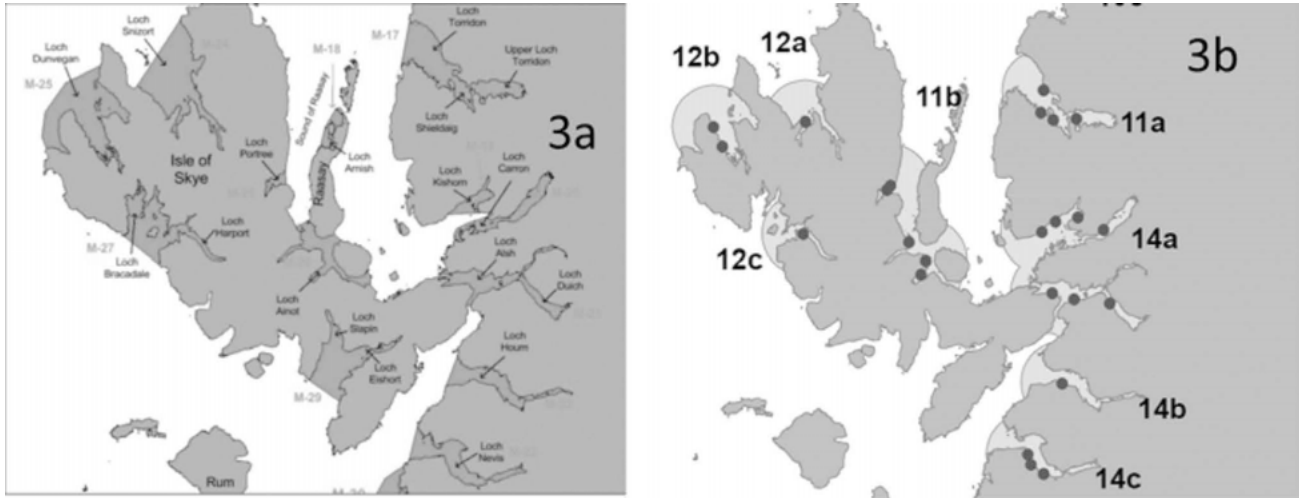 Loch
Snizort
Loch
Dunvegan
M-25
M-24
M-18
M-17
Loch
Torridon
Upper Loch
Torridon
Sound of Raasay
Loch
Shieldaig
3a
Isle of
Skye
Loch
Portree
Loch
Arnish
Raasay
Loch
Kishorn
Loch
Carron
Loch
Harport
M-27
Loch
Bracadale
Loch
Alsh
Loch
Duich
Loch
Ainot
Loch
Slapin
Loch
Eishort
Loch
Hourn
M-29
Loch
Nevis
Rum
12b
12a
11b
3b
11a
12c
14a
14b
14c